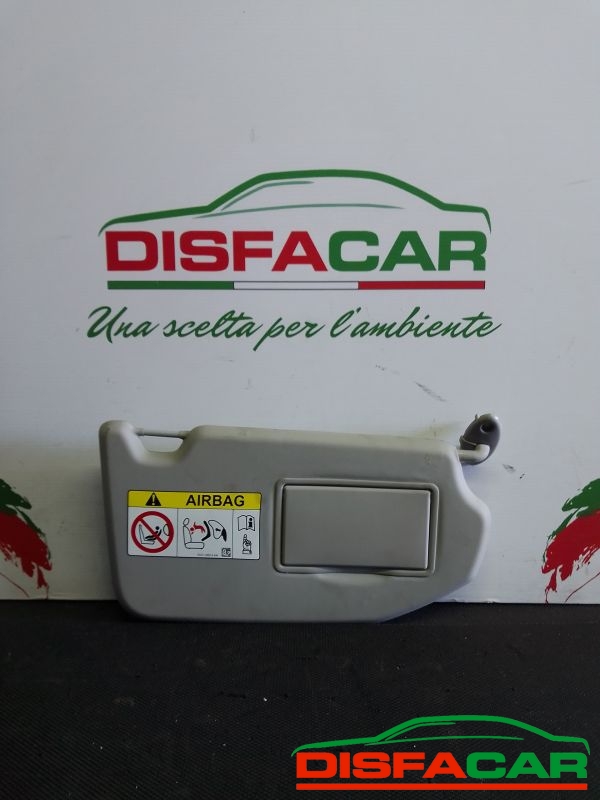 DISFACAR
Una scelta per l'ambiente
AIRBAG
DISFACAR